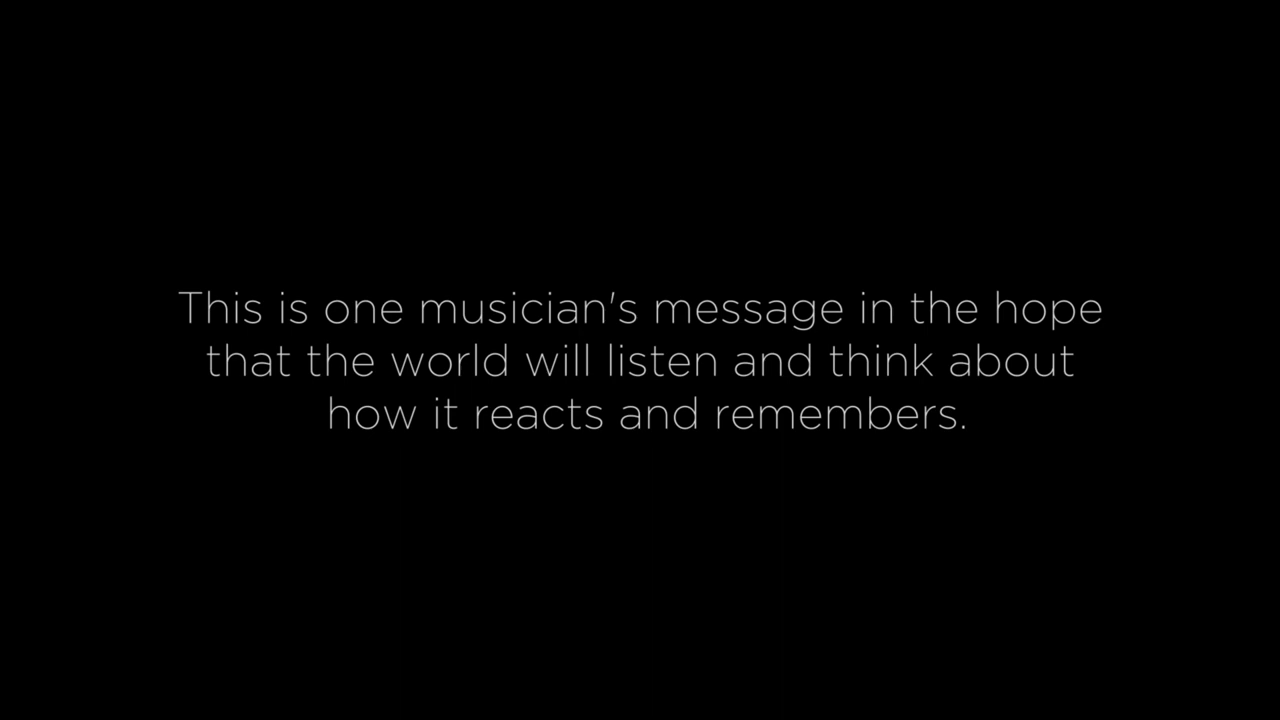 This is one musician's message in the hope
that the world will listen and think about
how it reacts and remembers.